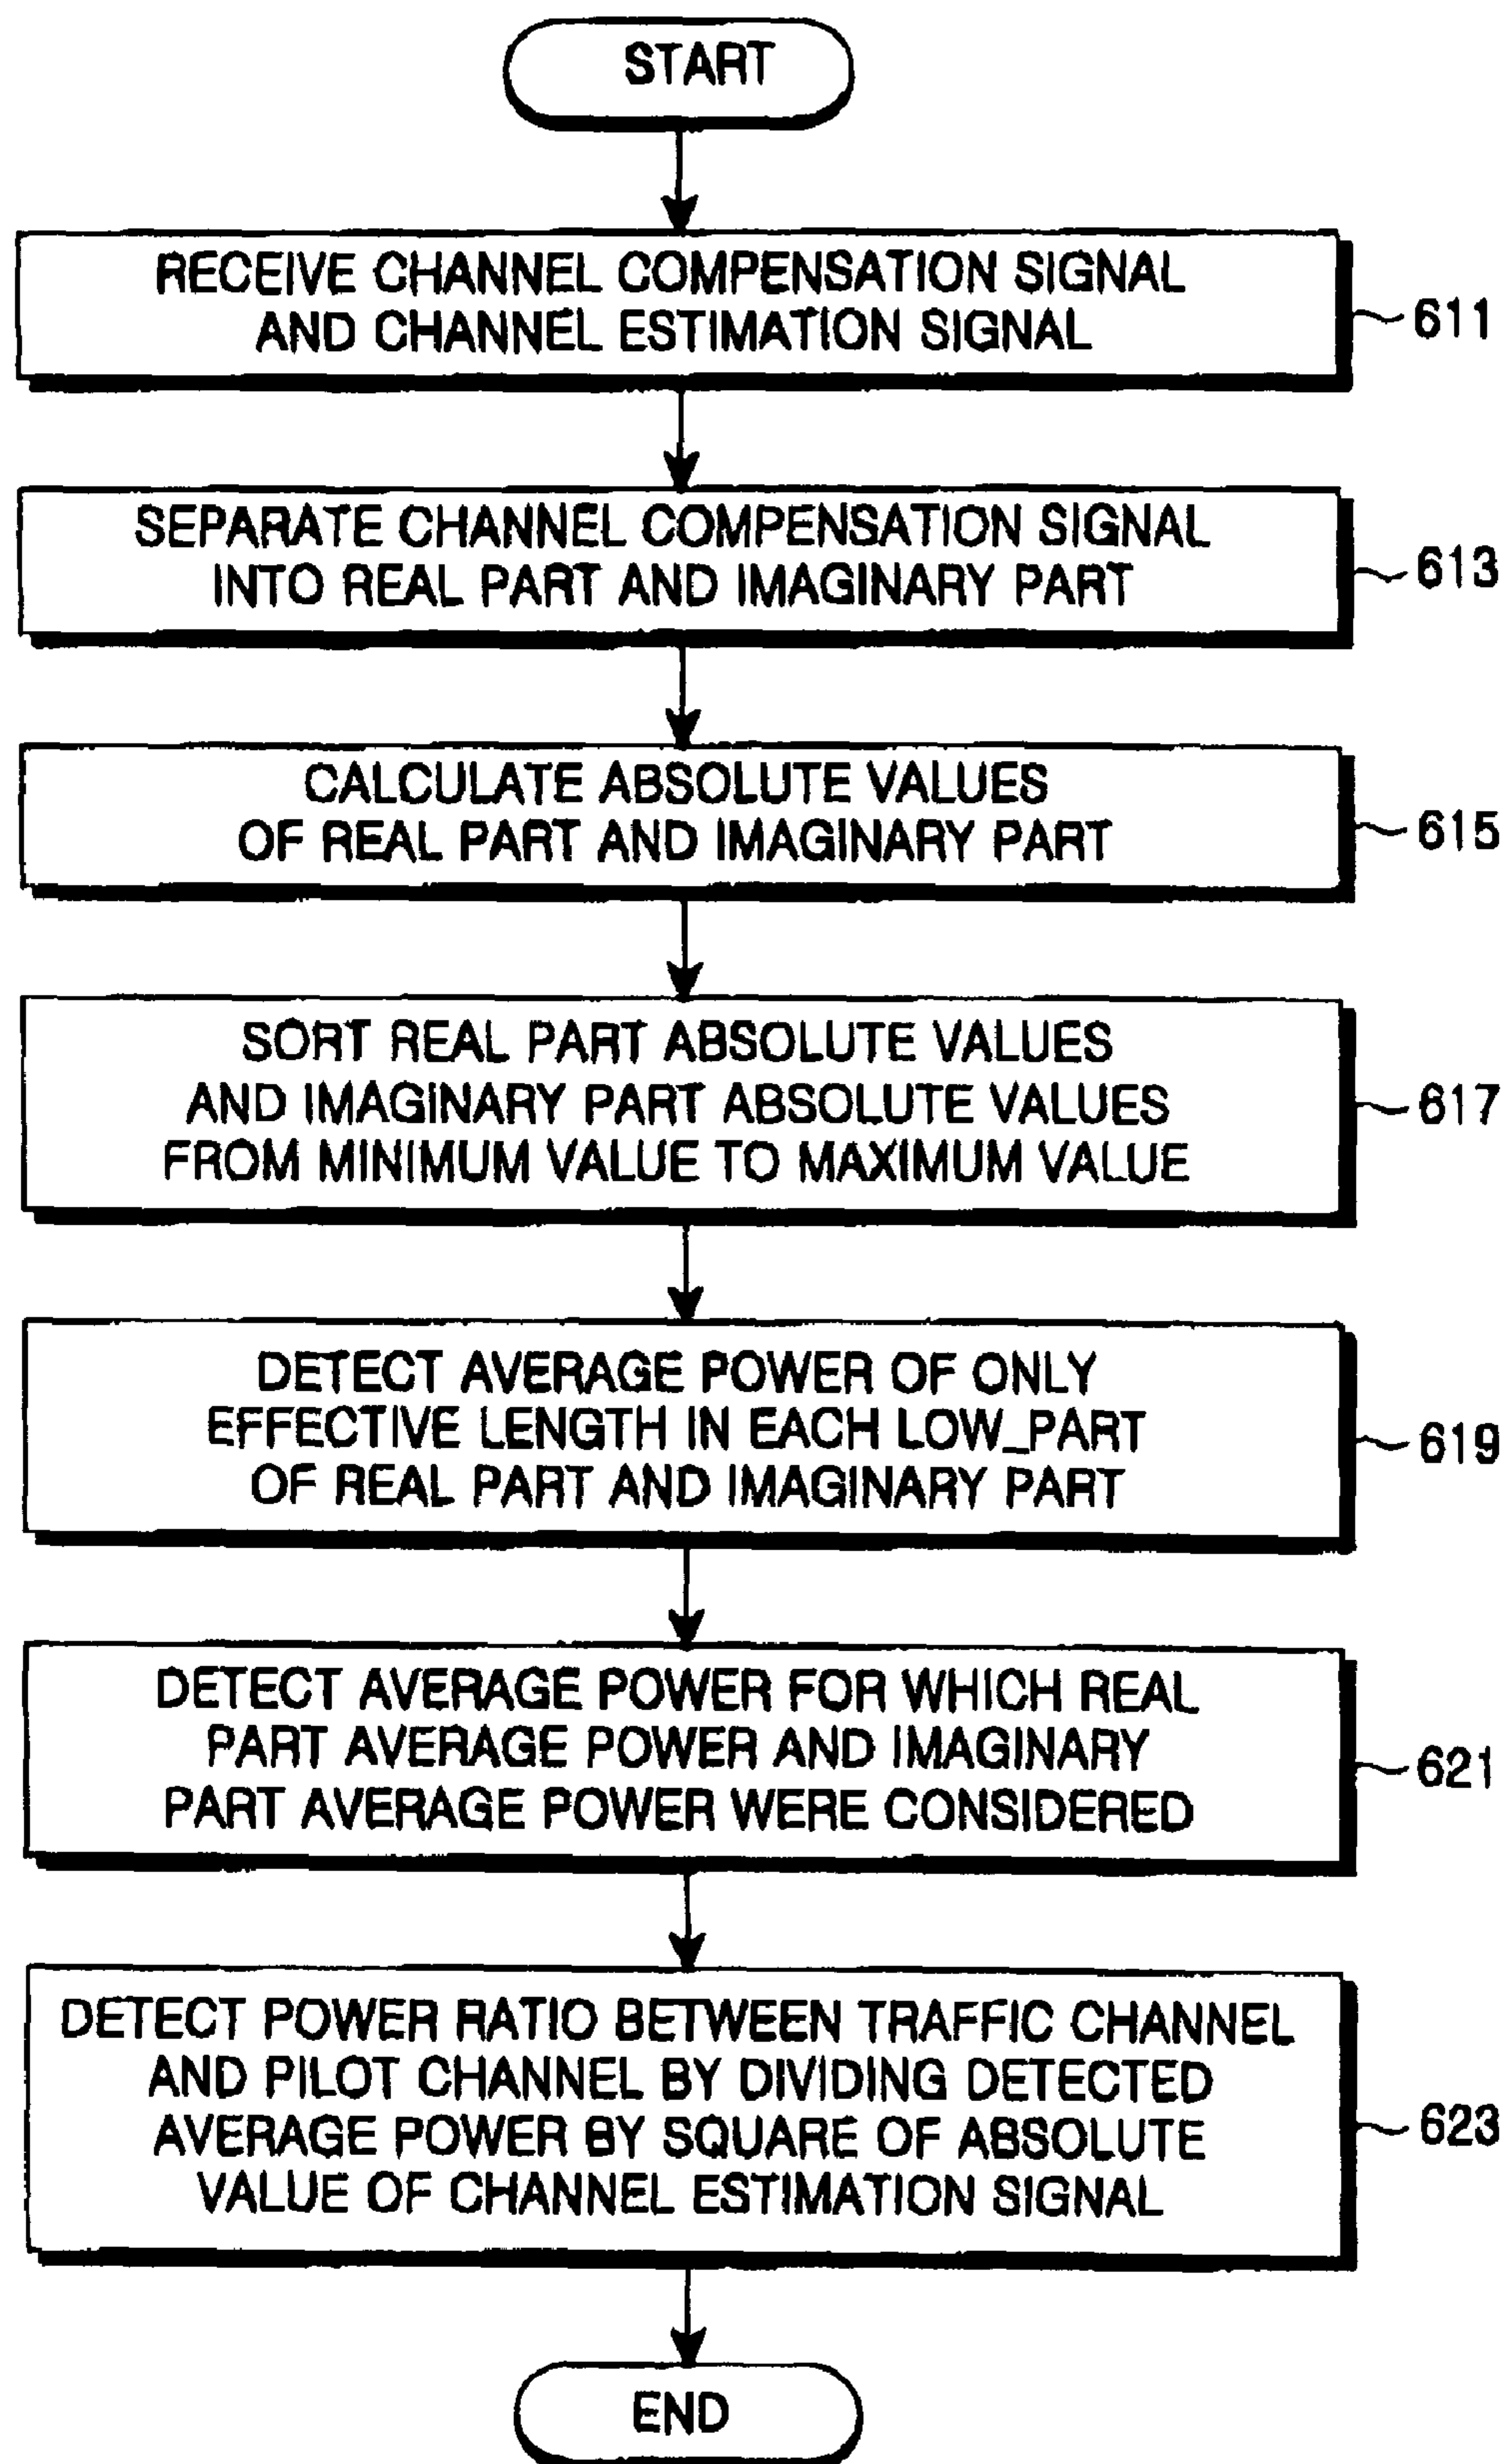 START
RECEIVE CHANNEL COMPENSATION SIGNAL
AND CHANNEL ESTIMATION SIGNAL
611
SEPARATE CHANNEL COMPENSATION SIGNAL
INTO REAL PART AND IMAGINARY PART
613
CALCULATE ABSOLUTE VALUES
OF REAL PART AND IMAGINARY PART
615
SORT REAL PART ABSOLUTE VALUES
AND IMAGINARY PART ABSOLUTE VALUES
FROM MINIMUM VALUE TO MAXIMUM VALUE
617
DETECT AVERAGE POWER OF ONLY
EFFECTIVE LENGTH IN EACH LOW_PART
OF REAL PART AND IMAGINARY PART
619
DETECT AVERAGE POWER FOR WHICH REAL
PART AVERAGE POWER AND IMAGINARY
PART AVERAGE POWER WERE CONSIDERED
621
DETECT POWER RATIO BETWEEN TRAFFIC CHANNEL
AND PILOT CHANNEL BY DIVIDING DETECTED
AVERAGE POWER BY SQUARE OF ABSOLUTE
VALUE OF CHANNEL ESTIMATION SIGNAL
623
END